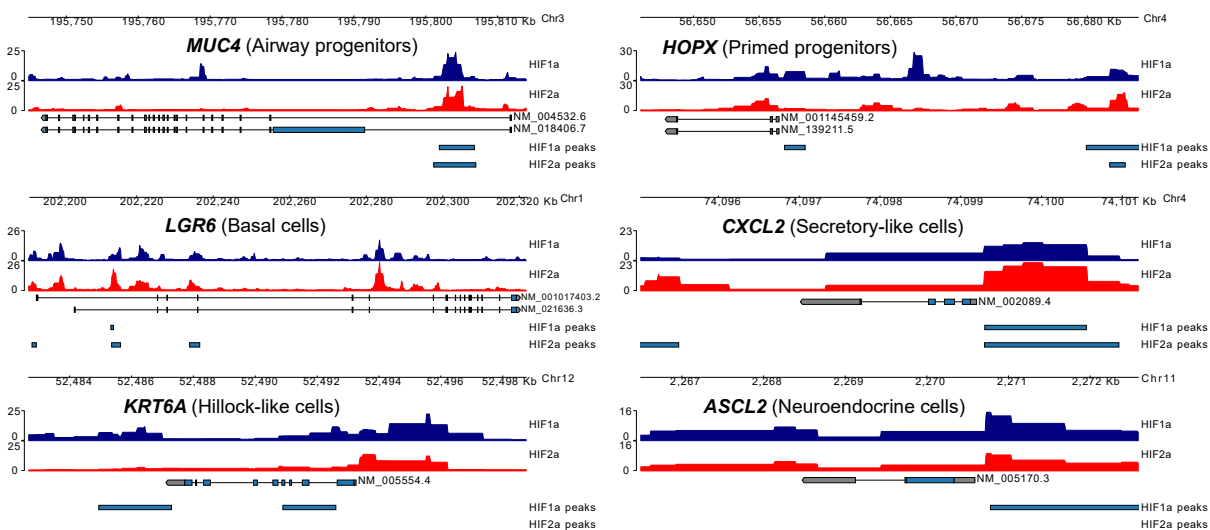 195,750 195,760 195,770 195,780 195,790 195,800 195,810 Kb Chr3
MUC4 (Airway progenitors)
25
0
HIF1a
25
0
HIF2a
NM_004532.6
NM_018406.7
HIF1a peaks
HIF2a peaks
56,650 56,655 56,660 56,665 56,670 56,675 56,680 Kb Chr4
HOPX (Primed progenitors)
30
0
HIF1a
30
0
HIF2a
NM_001145459.2
NM_139211.5
HIF1a peaks
HIF2a peaks
202,200 202,220 202,240 202,260 202,280 202,300 202,320 Kb Chr1
LGR6 (Basal cells)
26
0
HIF1a
26
0
HIF2a
NM_001017403.2
NM_021636.3
HIF1a peaks
HIF2a peaks
74,096 74,097 74,098 74,099 74,100 74,101 Kb Chr4
CXCL2 (Secretory-like cells)
23
0
HIF1a
23
0
HIF2a
NM_002089.4
HIF1a peaks
HIF2a peaks
52,484 52,486 52,488 52,490 52,492 52,494 52,496 52,498 Kb Chr12
KRT6A (Hillock-like cells)
25
0
HIF1a
25
0
HIF2a
NM_005554.4
HIF1a peaks
HIF2a peaks
2,267 2,268 2,269 2,270 2,271 2,272 Kb Chr11
ASCL2 (Neuroendocrine cells)
16
0
HIF1a
16
0
HIF2a
NM_005170.3
HIF1a peaks
HIF2a peaks